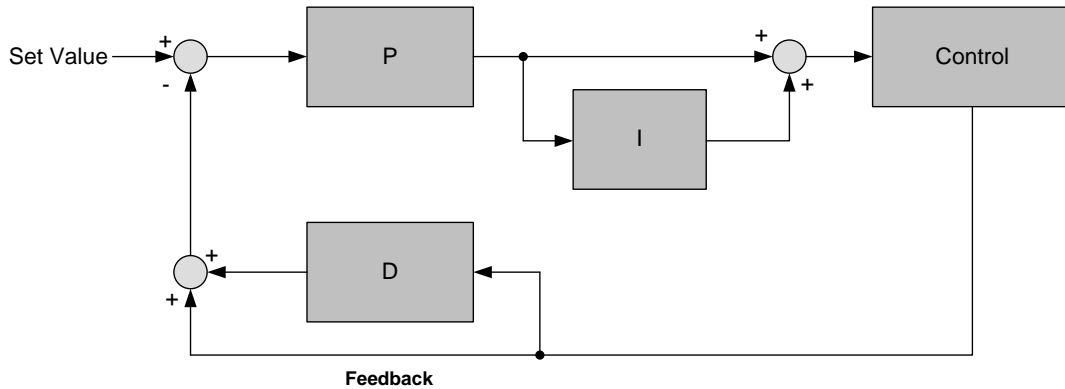 +
Set Value
-
P
+
+
Control
I
+
+
D
Feedback